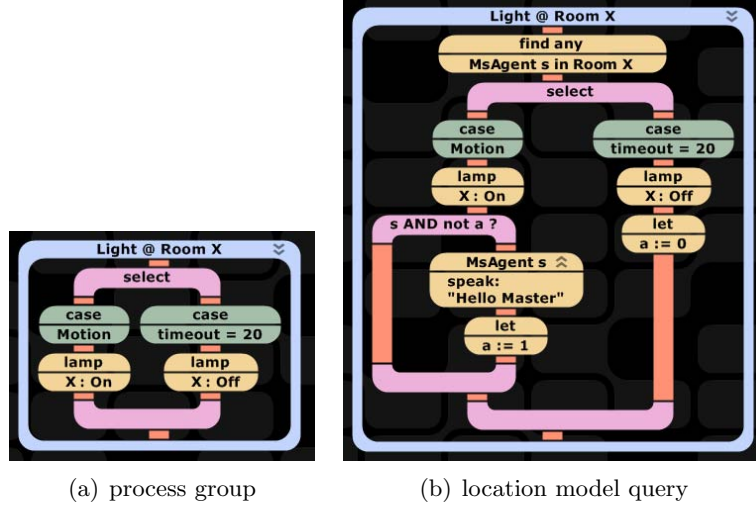 Light @ Room X
select
case
Motion
case
timeout = 20
lamp
X : On
lamp
X : Off
(a) process group
Light @ Room X
find any
MsAgent s in Room X
select
case
Motion
case
timeout = 20
lamp
X : On
lamp
X : Off
s AND not a ?
let
a := 0
MsAgent s
speak:
"Hello Master"
let
a := 1
(b) location model query